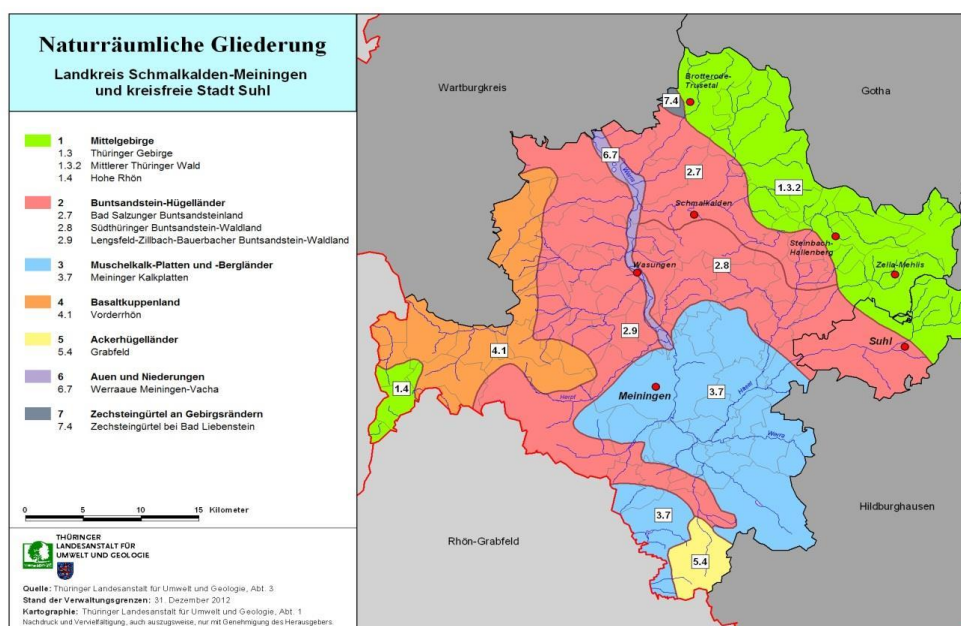 Naturräumliche Gliederung
Landkreis Schmalkalden-Meiningen
und kreisfreie Stadt Suhl
1 Mittelgebirge
1.3 Thüringer Gebirge
1.3.2 Mittlerer Thüringer Wald
1.4 Hohe Rhön
2 Buntsandstein-Hügelländer
2.7 Bad Salzunger Buntsandsteinland
2.8 Südthüringer Buntsandstein-Waldland
2.9 Lengsfeld-Zillbach-Bauerbacher Buntsandstein-Waldland
3 Muschelkalk-Platten und -Bergländer
3.7 Meininger Kalkplatten
4 Basaltkuppenland
4.1 Vorderrhön
5 Ackerhügelländer
5.4 Grabfeld
6 Auen und Niederungen
6.7 Werraaue Meiningen-Vacha
7 Zechsteingürtel an Gebirgsrändern
7.4 Zechsteingürtel bei Bad Liebenstein
0 5 10 15 Kilometer
THÜRINGER
LANDESANSTALT FÜR
UMWELT UND GEOLOGIE
Quelle: Thüringer Landesanstalt für Umwelt und Geologie, Abt. 3
Stand der Verwaltungsgrenzen: 31. Dezember 2012
Kartographie: Thüringer Landesanstalt für Umwelt und Geologie, Abt. 1
Nachdruck und Vervielfältigung, auch auszugsweise, nur mit Genehmigung des Herausgebers.
Wartburgkreis
Gotha
Brotterode-
Trusetal
7.4
6.7
Werra
2.7
1.3.2
Schmalkalden
Steinbach-
Hallenberg
Zella-Mehlis
Wasungen
2.8
2.9
Suhl
4.1
1.4
Meiningen
3.7
Herpf
Hasel
Werra
Hildburghausen
Rhön-Grabfeld
3.7
5.4